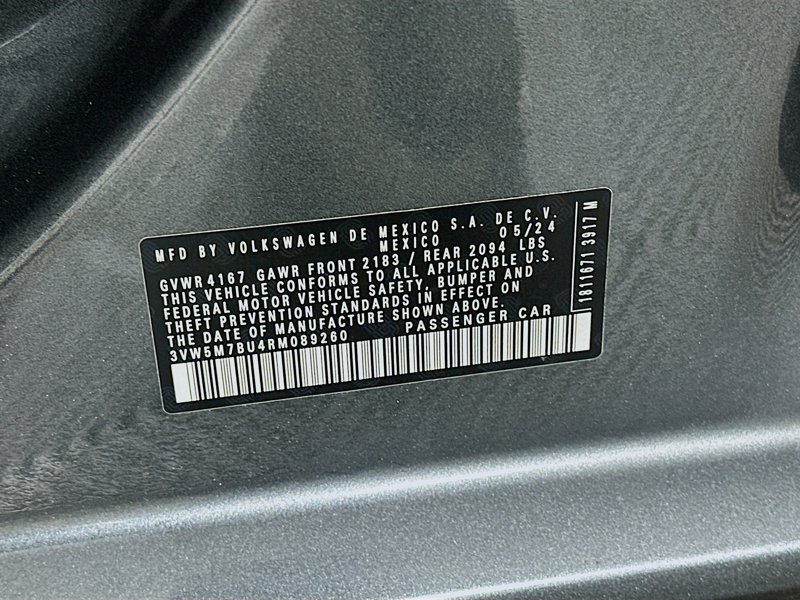 MFD BY VOLKSWAGEN DE MEXICO S.A. DE C.V.
MEXICO 05/24
GVWR 4167 GAWR FRONT 2183 / REAR 2094 LBS
THIS VEHICLE CONFORMS TO ALL APPLICABLE U.S.
FEDERAL MOTOR VEHICLE SAFETY, BUMPER AND
THEFT PREVENTION STANDARDS IN EFFECT ON
THE DATE OF MANUFACTURE SHOWN ABOVE.
3VW5M7BU4RM089260 PASSENGER CAR
1811671 3917 M